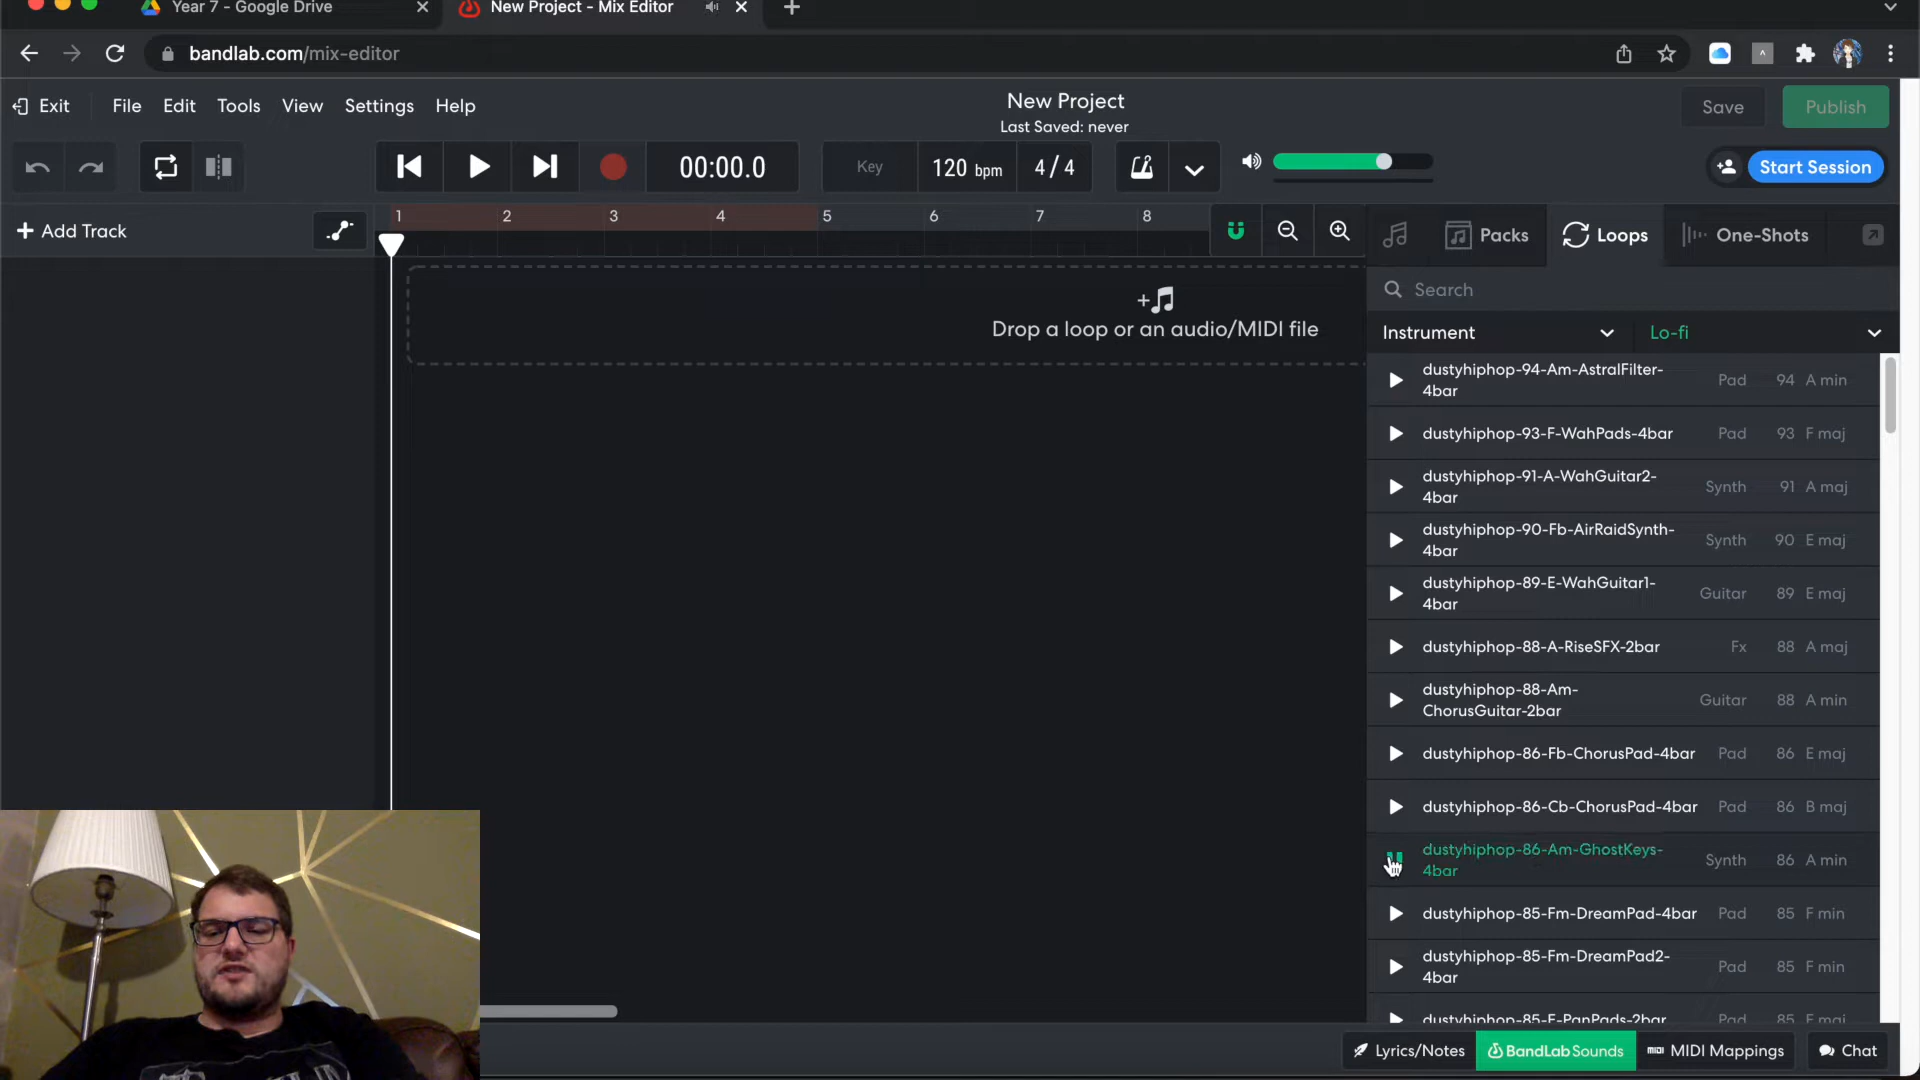 Year 7 - Google Drive
New Project - Mix Editor
bandlab.com/mix-editor
Exit
File
Edit
Tools
View
Settings
Help
New Project
Last Saved: never
Save
Publish
00:00.0
Key
120 bpm
4 / 4
Start Session
Add Track
1 2 3 4 5 6 7 8
Packs
Loops
One-Shots
Search
Drop a loop or an audio/MIDI file
Instrument
Lo-fi
dustyhiphop-94-Am-AstralFilter-
4bar
Pad 94 A min
dustyhiphop-93-F-WahPads-4bar Pad 93 F maj
dustyhiphop-91-A-WahGuitar2-
4bar
Synth 91 A maj
dustyhiphop-90-Fb-AirRaidSynth-
4bar
Synth 90 E maj
dustyhiphop-89-E-WahGuitar1-
4bar
Guitar 89 E maj
dustyhiphop-88-A-RiseSFX-2bar Fx 88 A maj
dustyhiphop-88-Am-
ChorusGuitar-2bar
Guitar 88 A min
dustyhiphop-86-Fb-ChorusPad-4bar Pad 86 E maj
dustyhiphop-86-Cb-ChorusPad-4bar Pad 86 B maj
dustyhiphop-86-Am-GhostKeys-
4bar
Synth 86 A min
dustyhiphop-85-Fm-DreamPad-4bar Pad 85 F min
dustyhiphop-85-Fm-DreamPad2-
4bar
Pad 85 F min
dustyhiphop-85-F-PanPads-2bar Pad 85 F maj
Lyrics/Notes
BandLab Sounds
MIDI Mappings
Chat